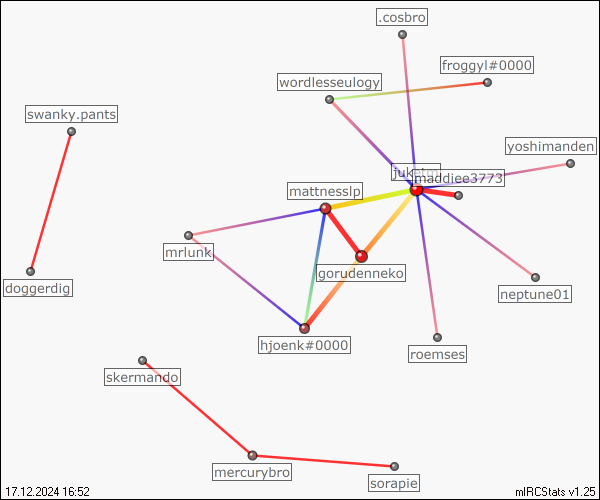 .cosbro
froggyl#0000
wordlesseulogy
swanky.pants
yoshimanden
maddiee3773
mattnesslp
mrlunk
gorudenneko
doggerdig
neptune01
hjoenk#0000
roemses
skermando
mercurybro
sorapie
17.12.2024 16:52
mIRCStats v1.25